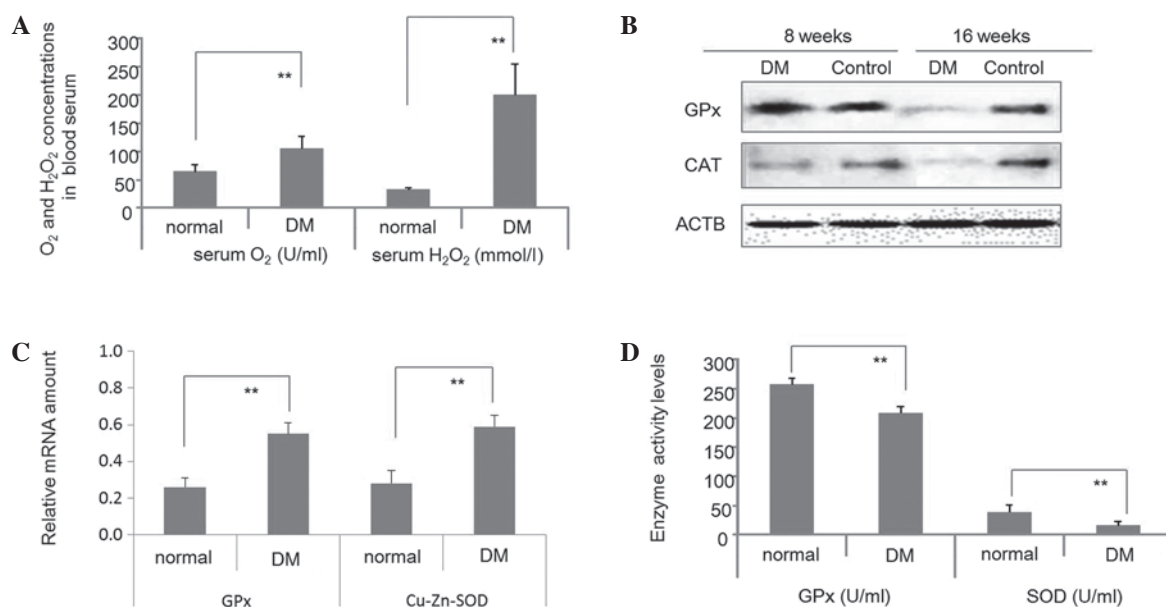 A
O₂ and H₂O₂ concentrations
in blood serum
300
250
200
150
100
50
0
**
**
normal DM normal DM
serum O₂ (U/ml) serum H₂O₂ (mmol/l)
B
8 weeks 16 weeks
DM Control DM Control
GPx
CAT
ACTB
C
Relative mRNA amount
1.0
0.8
0.6
0.4
0.2
0.0
**
**
normal DM normal DM
GPx Cu-Zn-SOD
D
Enzyme activity levels
300
250
200
150
100
50
0
**
**
normal DM normal DM
GPx (U/ml) SOD (U/ml)